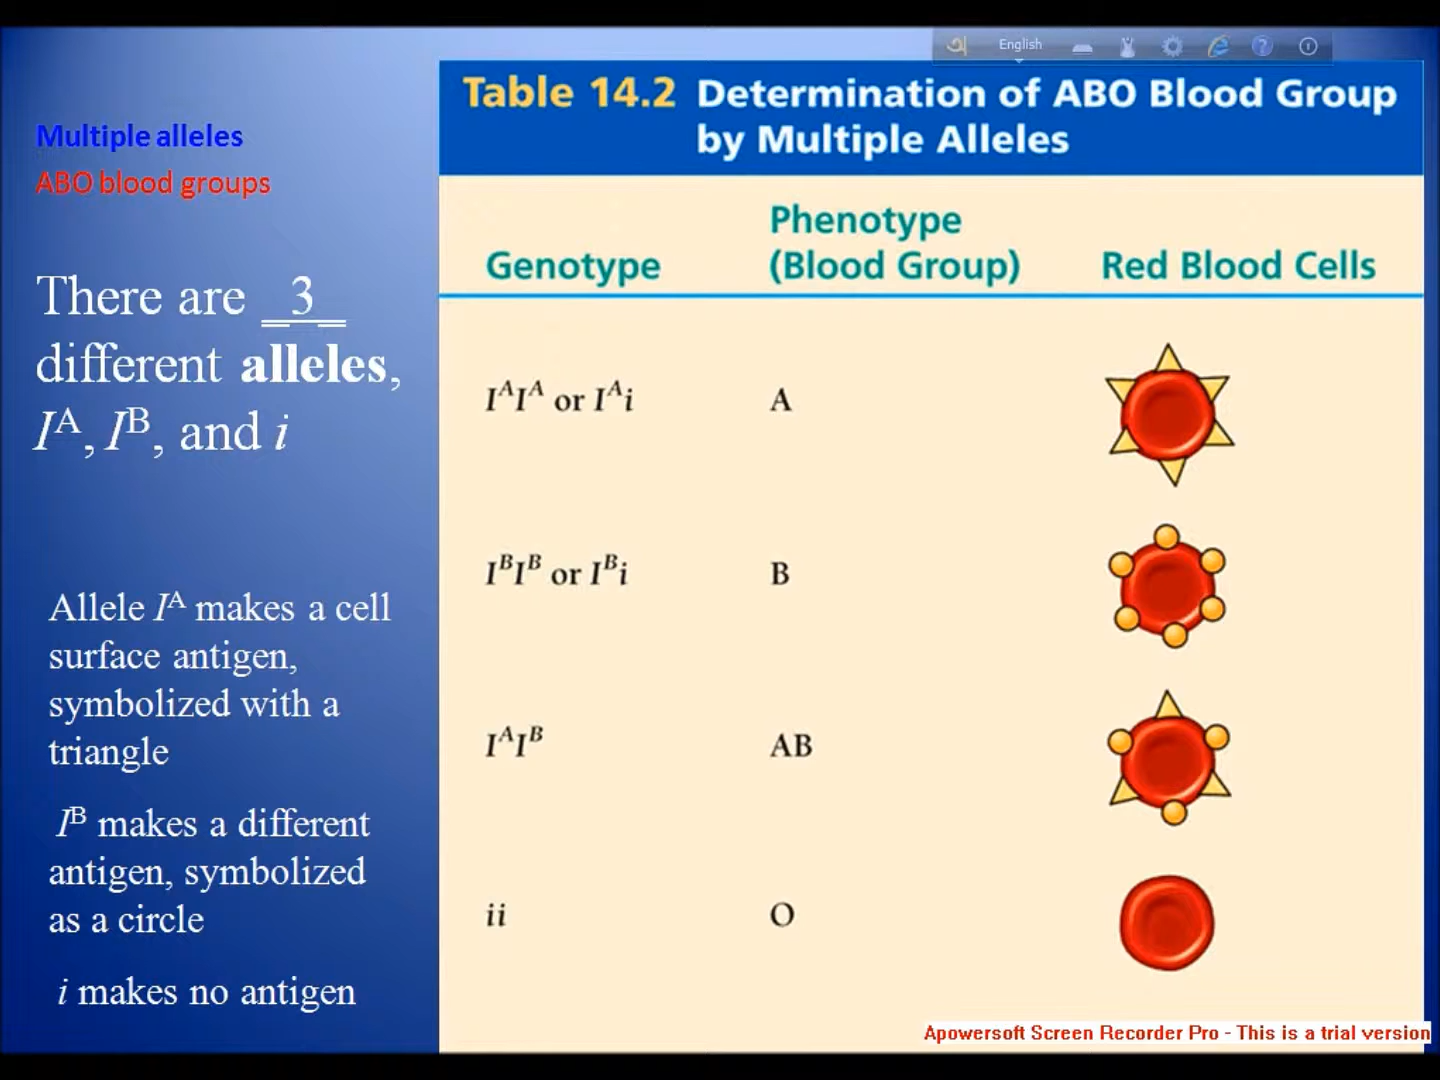 অ English
Multiple alleles
ABO blood groups
There are _3_
different alleles,
Iᴬ, Iᴮ, and i
Allele Iᴬ makes a cell
surface antigen,
symbolized with a
triangle
Iᴮ makes a different
antigen, symbolized
as a circle
i makes no antigen
Table 14.2 Determination of ABO Blood Group
by Multiple Alleles
Phenotype
Genotype (Blood Group) Red Blood Cells
IᴬIᴬ or Iᴬi A
IᴮIᴮ or Iᴮi B
IᴬIᴮ AB
ii O
Apowersoft Screen Recorder Pro - This is a trial version